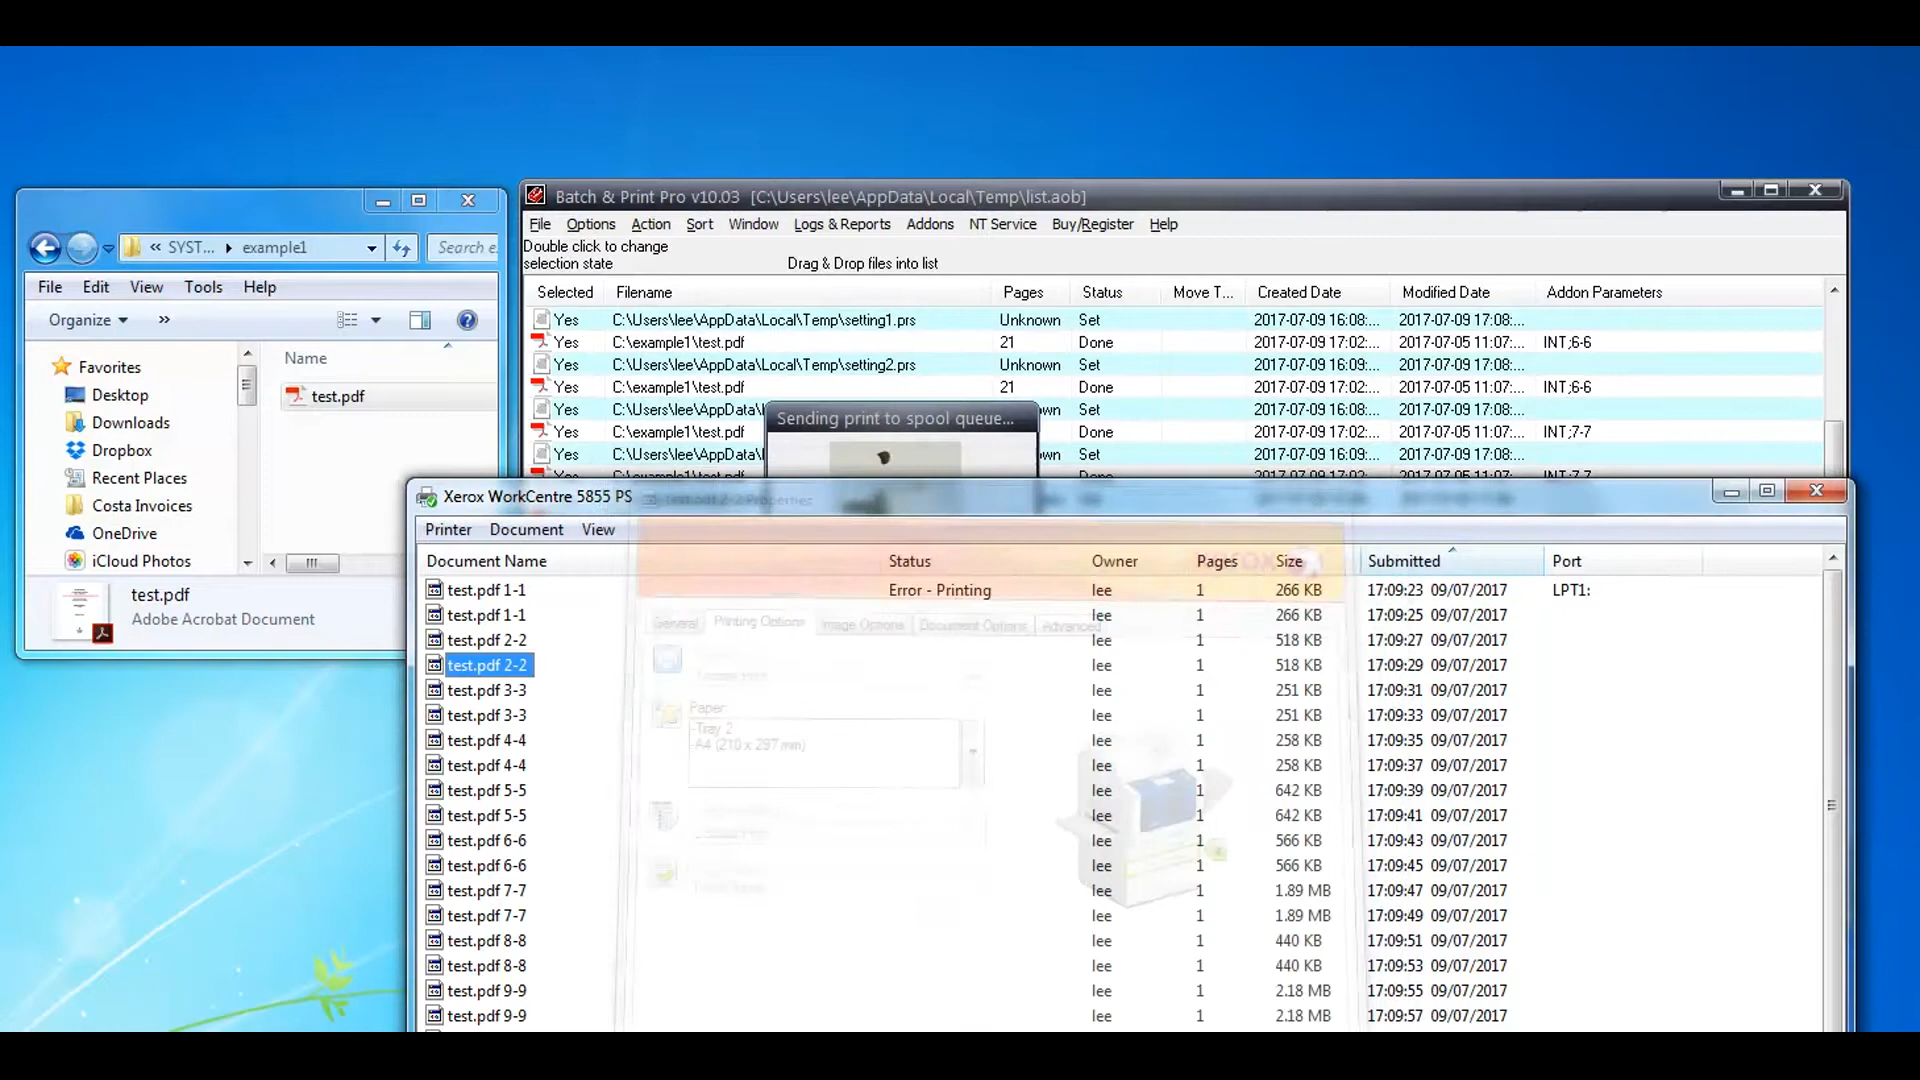 Batch & Print Pro v10.03 [C:\Users\lee\AppData\Local\Temp\list.aob]
File Options Action Sort Window Logs & Reports Addons NT Service Buy/Register Help
Double click to change
selection state
Drag & Drop files into list
Selected Filename Pages Status Move T... Created Date Modified Date Addon Parameters
Yes C:\Users\lee\AppData\Local\Temp\setting1.prs Unknown Set 2017-07-09 16:08:... 2017-07-09 17:08:...
Yes C:\example1\test.pdf 21 Done 2017-07-09 17:02:... 2017-07-05 11:07:... INT;6-6
Yes C:\Users\lee\AppData\Local\Temp\setting2.prs Unknown Set 2017-07-09 16:09:... 2017-07-09 17:08:...
Yes C:\example1\test.pdf 21 Done 2017-07-09 17:02:... 2017-07-05 11:07:... INT;6-6
Yes C:\Users\lee\AppData\l own Set 2017-07-09 16:08:... 2017-07-09 17:08:...
Yes C:\example1\test.pdf Done 2017-07-09 17:02:... 2017-07-05 11:07:... INT;7-7
Yes C:\Users\lee\AppData\l own Set 2017-07-09 16:09:... 2017-07-09 17:08:...
Sending print to spool queue...
SYST... example1
Search e
File Edit View Tools Help
Organize »
Favorites
Desktop
Downloads
Dropbox
Recent Places
Costa Invoices
OneDrive
iCloud Photos
Name
test.pdf
test.pdf
Adobe Acrobat Document
Xerox WorkCentre 5855 PS
test.pdf 2-2 Properties
Printer Document View
Document Name Status Owner Pages Size Submitted Port
test.pdf 1-1 Error - Printing lee 1 266 KB 17:09:23 09/07/2017 LPT1:
test.pdf 1-1 lee 1 266 KB 17:09:25 09/07/2017
test.pdf 2-2 lee 1 518 KB 17:09:27 09/07/2017
test.pdf 2-2 lee 1 518 KB 17:09:29 09/07/2017
test.pdf 3-3 lee 1 251 KB 17:09:31 09/07/2017
test.pdf 3-3 lee 1 251 KB 17:09:33 09/07/2017
test.pdf 4-4 lee 1 258 KB 17:09:35 09/07/2017
test.pdf 4-4 lee 1 258 KB 17:09:37 09/07/2017
test.pdf 5-5 lee 1 642 KB 17:09:39 09/07/2017
test.pdf 5-5 lee 1 642 KB 17:09:41 09/07/2017
test.pdf 6-6 lee 1 566 KB 17:09:43 09/07/2017
test.pdf 6-6 lee 1 566 KB 17:09:45 09/07/2017
test.pdf 7-7 lee 1 1.89 MB 17:09:47 09/07/2017
test.pdf 7-7 lee 1 1.89 MB 17:09:49 09/07/2017
test.pdf 8-8 lee 1 440 KB 17:09:51 09/07/2017
test.pdf 8-8 lee 1 440 KB 17:09:53 09/07/2017
test.pdf 9-9 lee 1 2.18 MB 17:09:55 09/07/2017
test.pdf 9-9 lee 1 2.18 MB 17:09:57 09/07/2017
General Printing Options Image Options Document Options Advanced
Paper:
-Tray 2
-A4 (210 x 297 mm)